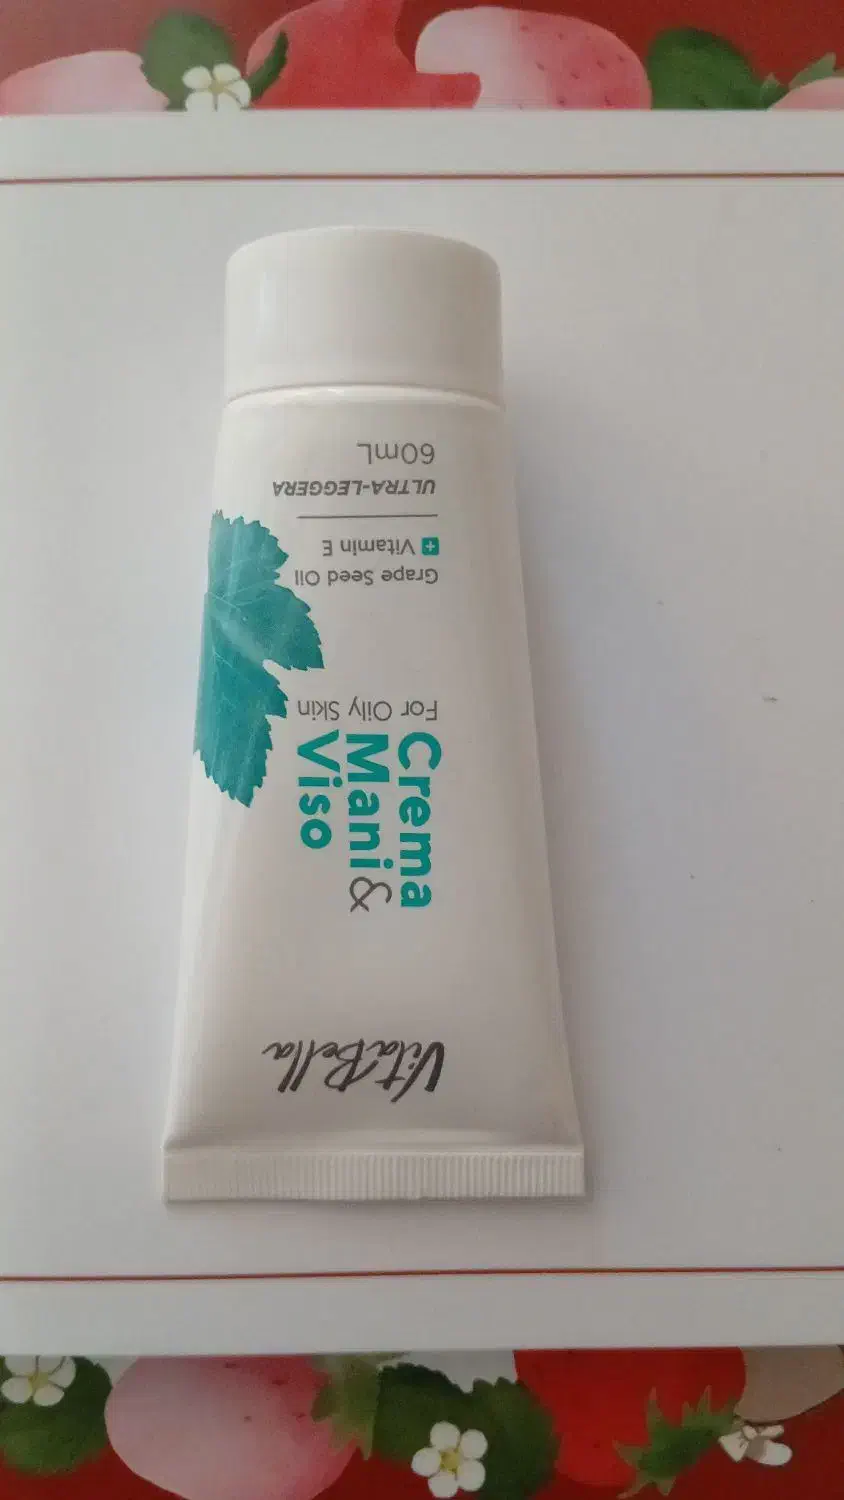 VitaBella
Crema
Mani &
Viso
For Oily Skin
Grape Seed Oil
+ Vitamin E
ULTRA-LEGGERA
60mL